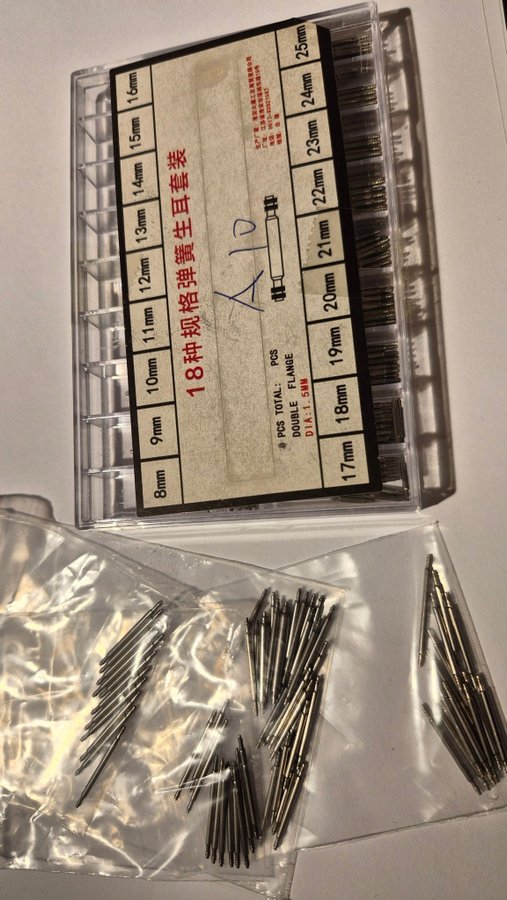 16mm
15mm
14mm
13mm
12mm
11mm
10mm
9mm
8mm
18种规格弹簧生耳套装
A10
# PCS TOTAL: PCS
DOUBLE FLANGE
DIA:1.5MM
25mm
24mm
23mm
22mm
21mm
20mm
19mm
18mm
17mm